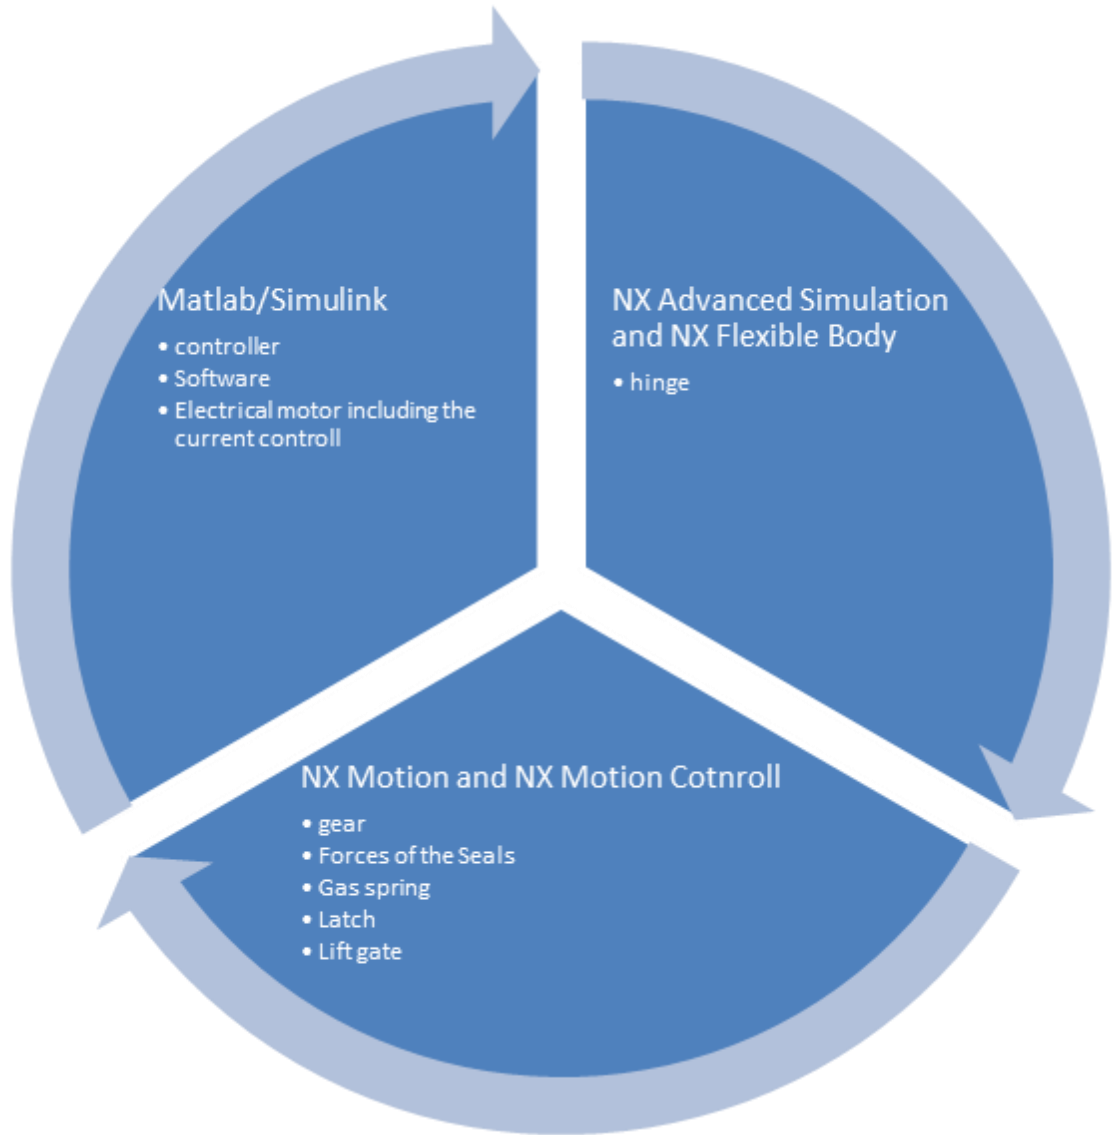 Matlab/Simulink
• controller
• Software
• Electrical motor including the
current controll
NX Advanced Simulation
and NX Flexible Body
• hinge
NX Motion and NX Motion Cotnroll
• gear
• Forces of the Seals
• Gas spring
• Latch
• Lift gate